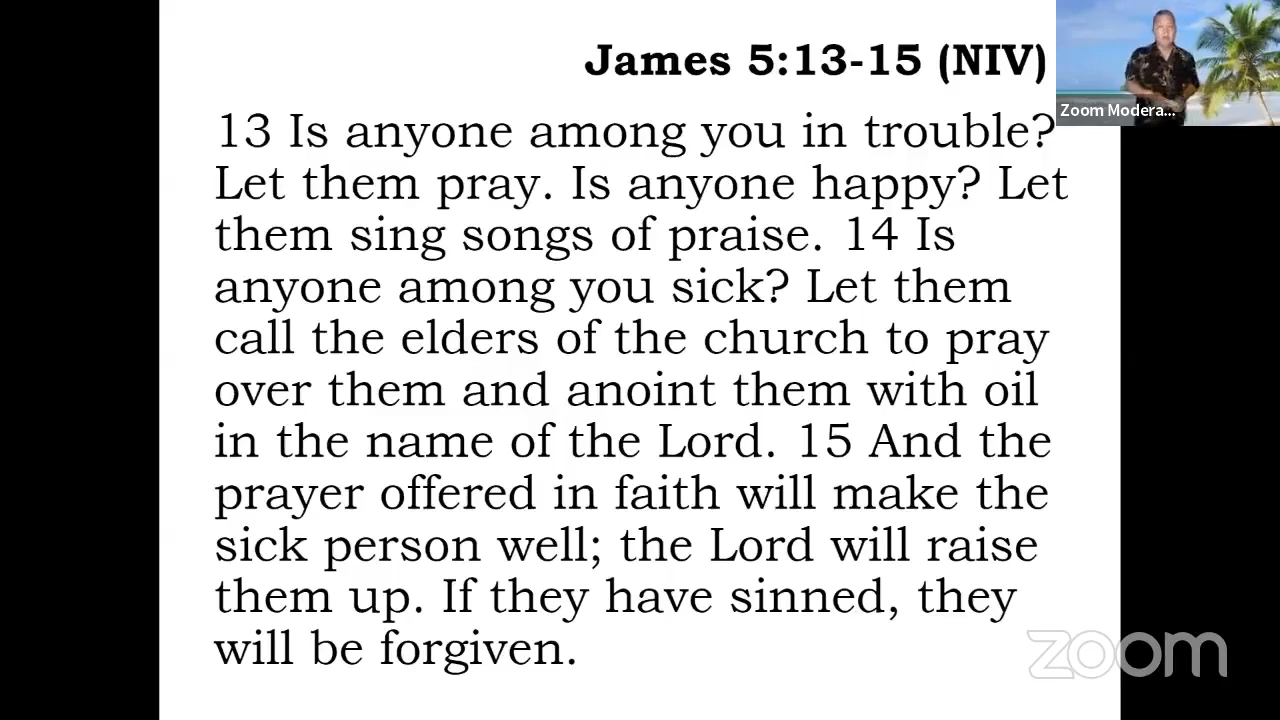 James 5:13-15 (NIV)
Zoom Modera...
13 Is anyone among you in trouble?
Let them pray. Is anyone happy? Let
them sing songs of praise. 14 Is
anyone among you sick? Let them
call the elders of the church to pray
over them and anoint them with oil
in the name of the Lord. 15 And the
prayer offered in faith will make the
sick person well; the Lord will raise
them up. If they have sinned, they
will be forgiven.
zoom